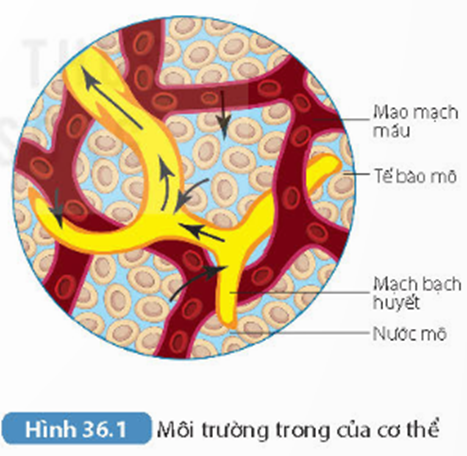 Mao mạch
máu
Tế bào mô
Mạch bạch
huyết
Nước mô
Hình 36.1 Môi trường trong của cơ thể